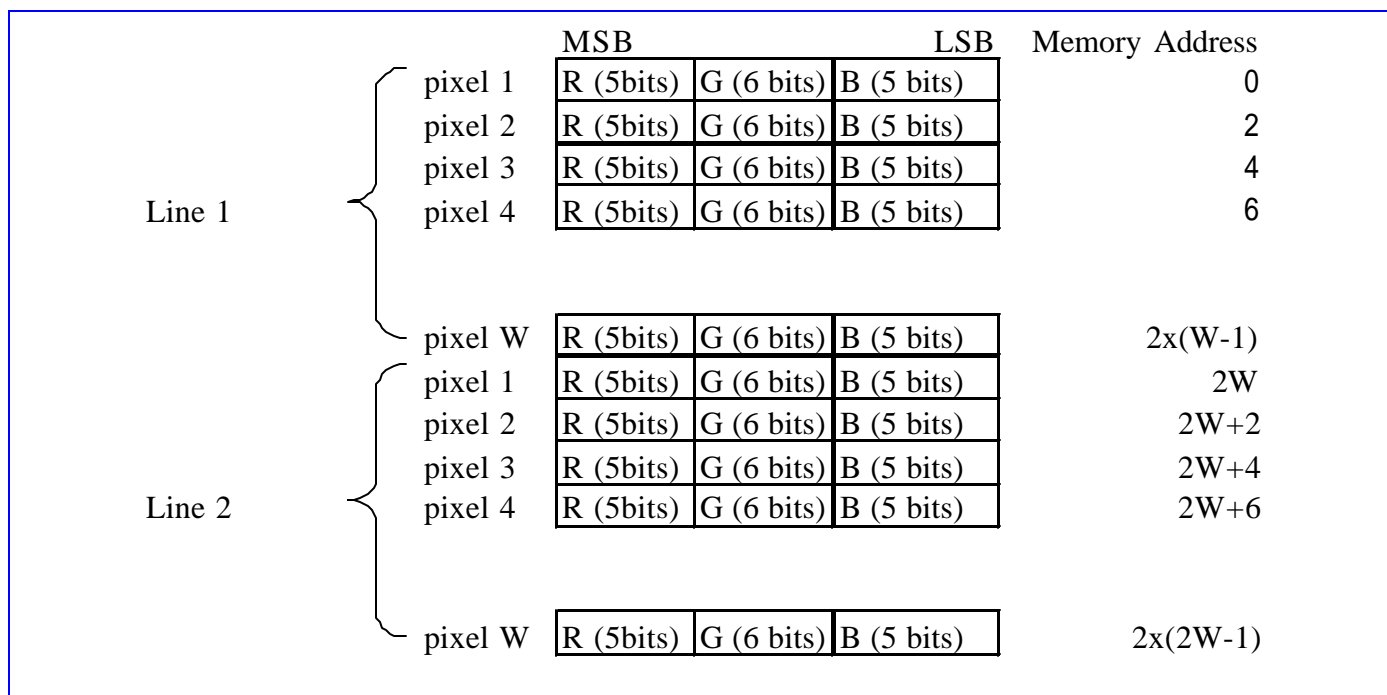 MSB LSB Memory Address
pixel 1 R (5bits) G (6 bits) B (5 bits) 0
pixel 2 R (5bits) G (6 bits) B (5 bits) 2
pixel 3 R (5bits) G (6 bits) B (5 bits) 4
Line 1 pixel 4 R (5bits) G (6 bits) B (5 bits) 6
pixel W R (5bits) G (6 bits) B (5 bits) 2x(W-1)
pixel 1 R (5bits) G (6 bits) B (5 bits) 2W
pixel 2 R (5bits) G (6 bits) B (5 bits) 2W+2
pixel 3 R (5bits) G (6 bits) B (5 bits) 2W+4
Line 2 pixel 4 R (5bits) G (6 bits) B (5 bits) 2W+6
pixel W R (5bits) G (6 bits) B (5 bits) 2x(2W-1)